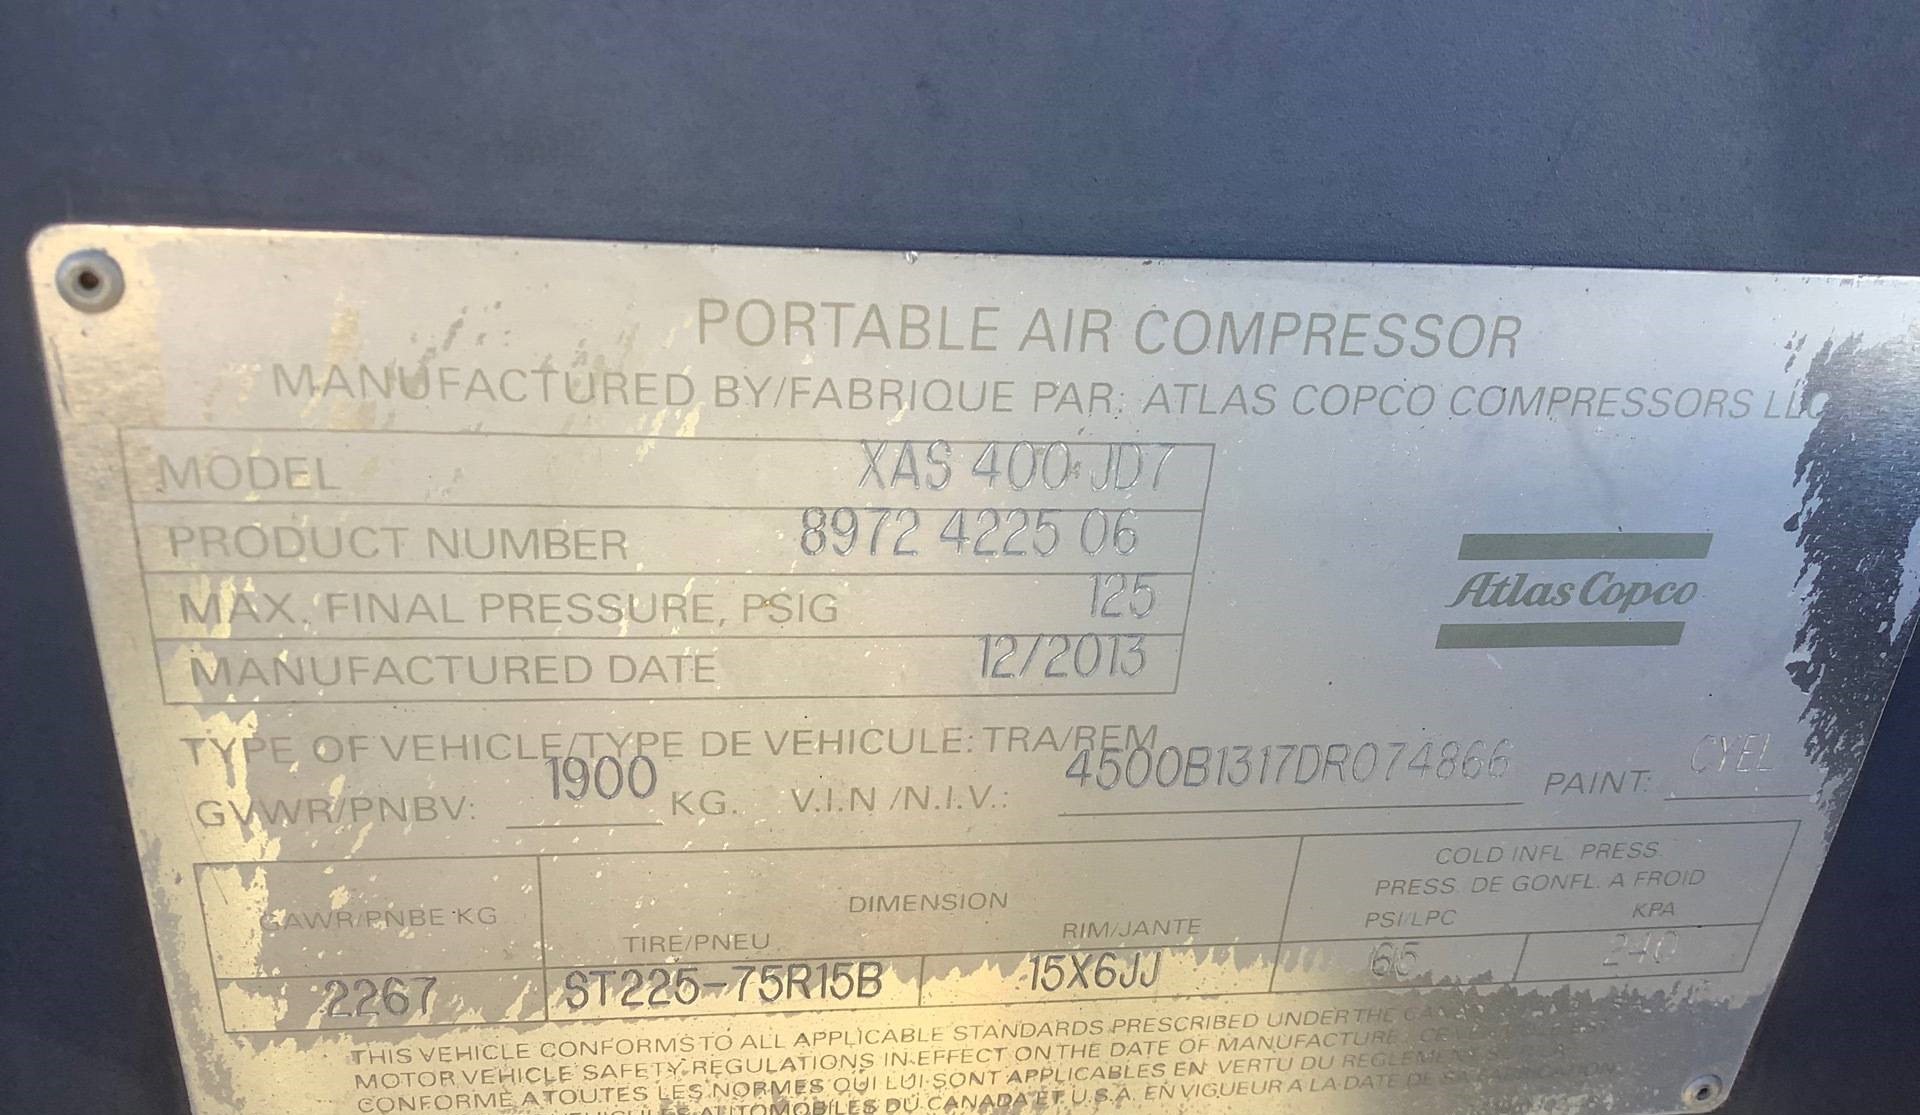 PORTABLE AIR COMPRESSOR
MANUFACTURED BY/FABRIQUE PAR: ATLAS COPCO COMPRESSORS LLC
MODEL XAS 400 JD7
PRODUCT NUMBER 8972 4225 06
MAX. FINAL PRESSURE, PSIG 125
MANUFACTURED DATE 12/2013
Atlas Copco
TYPE OF VEHICLE/TYPE DE VEHICULE: TRA/REM
GVWR/PNBV: 1900 KG. V.I.N /N.I.V.: 4500B1317DR074866 PAINT: CYEL
GAWR/PNBE KG DIMENSION COLD INFL. PRESS.
PRESS. DE GONFL. A FROID
TIRE/PNEU RIM/JANTE PSI/LPC KPA
2267 ST225-75R15B 15X6JJ 65 240
THIS VEHICLE CONFORMS TO ALL APPLICABLE STANDARDS PRESCRIBED UNDER THE
MOTOR VEHICLE SAFETY REGULATIONS IN EFFECT ON THE DATE OF MANUFACTURE.
CONFORME A TOUTES LES NORMES QUI LUI SONT APPLICABLES EN VERTU DU REGLEMENT
AUTOMOBILES DU CANADA ET U.S.A. EN VIGUEUR A LA DATE DE SA FABRICATION